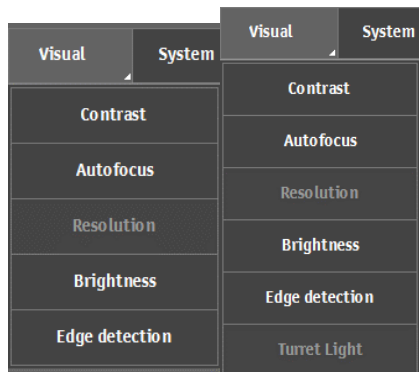 Visual System
Contrast
Autofocus
Resolution
Brightness
Edge detection
Visual System
Contrast
Autofocus
Resolution
Brightness
Edge detection
Turret Light